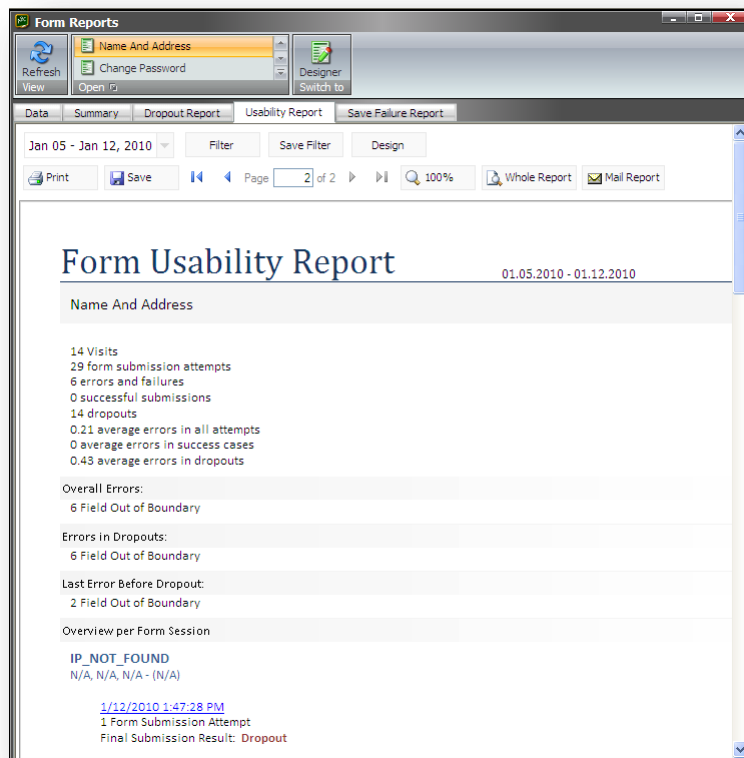 Form Reports
Refresh
View
Name And Address
Change Password
Open
Designer
Switch to
Data Summary Dropout Report Usability Report Save Failure Report
Jan 05 - Jan 12, 2010 Filter Save Filter Design
Print Save Page 2 of 2 100% Whole Report Mail Report
Form Usability Report 01.05.2010 - 01.12.2010
Name And Address
14 Visits
29 form submission attempts
6 errors and failures
0 successful submissions
14 dropouts
0.21 average errors in all attempts
0 average errors in success cases
0.43 average errors in dropouts
Overall Errors:
6 Field Out of Boundary
Errors in Dropouts:
6 Field Out of Boundary
Last Error Before Dropout:
2 Field Out of Boundary
Overview per Form Session
IP_NOT_FOUND
N/A, N/A, N/A - (N/A)
1/12/2010 1:47:28 PM
1 Form Submission Attempt
Final Submission Result: Dropout